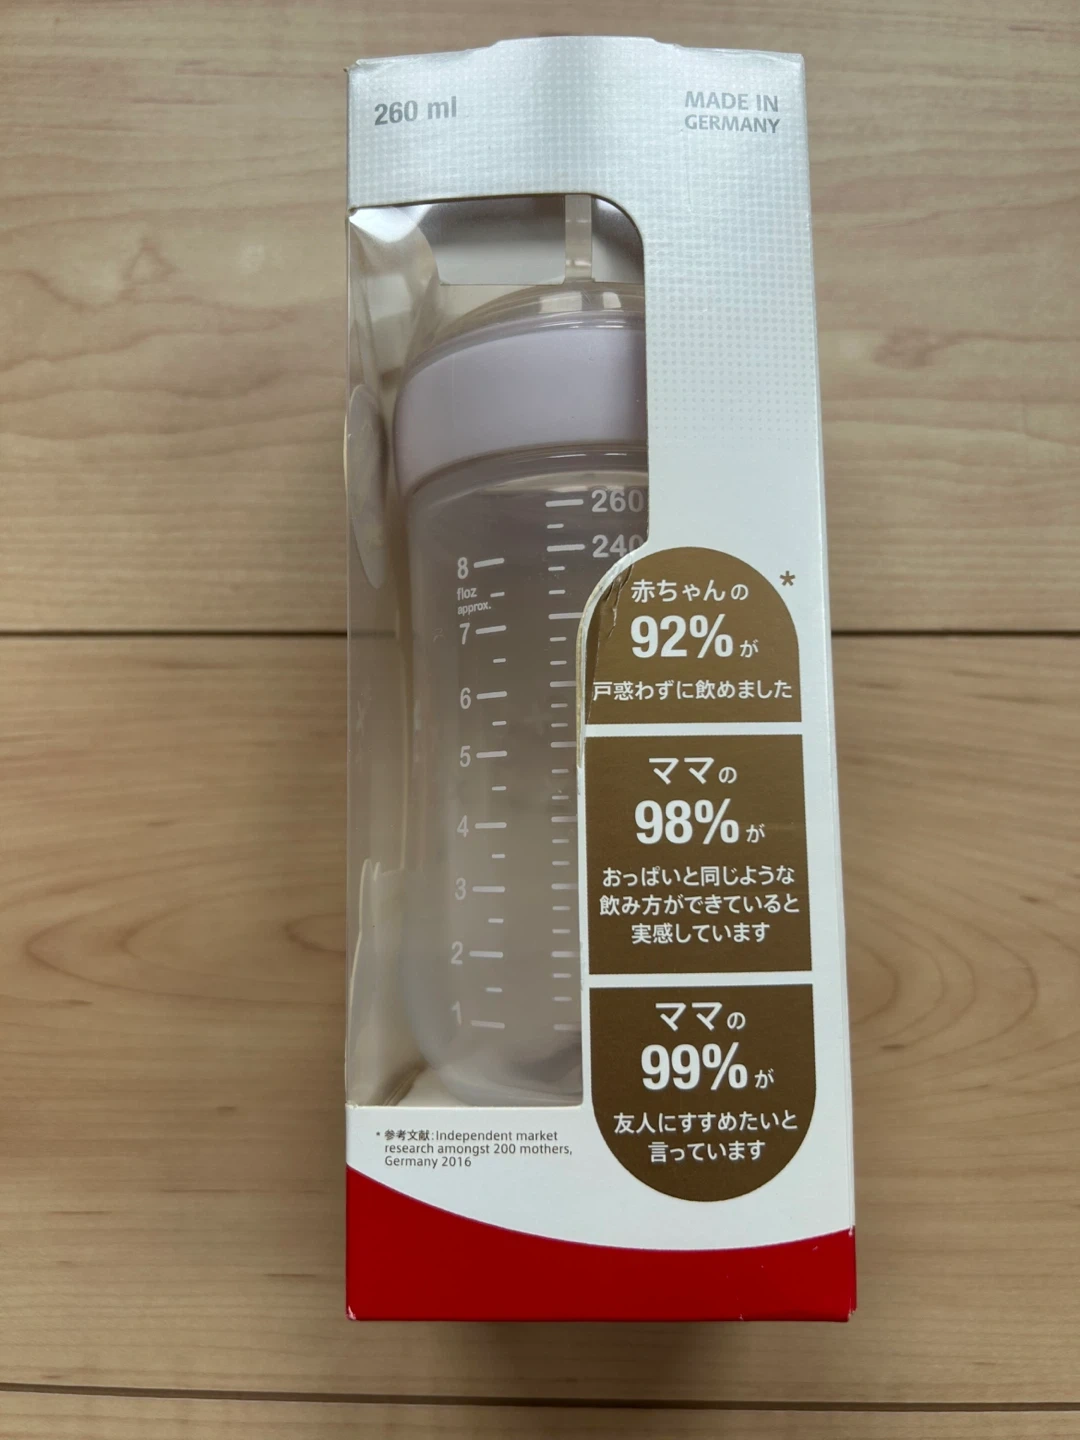 260 ml
MADE IN
GERMANY
260
240
8
floz
approx.
7
6
5
4
3
2
1
赤ちゃんの
92%が
戸惑わずに飲めました
*
ママの
98%が
おっぱいと同じような
飲み方ができていると
実感しています
ママの
99%が
友人にすすめたいと
言っています
* 参考文献:Independent market
research amongst 200 mothers,
Germany 2016